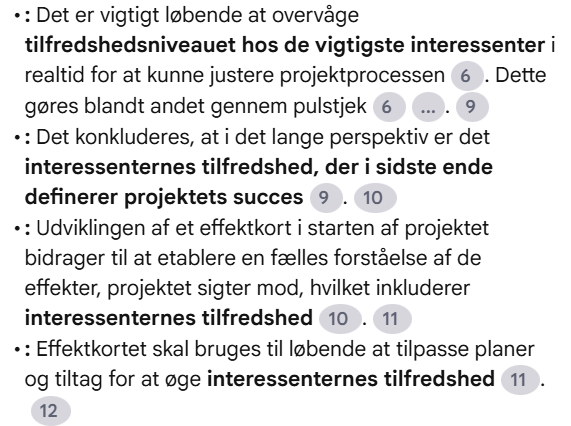 • : Det er vigtigt løbende at overvåge
tilfredshedsniveauet hos de vigtigste interessenter i
realtid for at kunne justere projektprocessen 6 . Dette
gøres blandt andet gennem pulstjek 6 ... . 9
• : Det konkluderes, at i det lange perspektiv er det
interessenternes tilfredshed, der i sidste ende
definerer projektets succes 9 . 10
• : Udviklingen af et effektkort i starten af projektet
bidrager til at etablere en fælles forståelse af de
effekter, projektet sigter mod, hvilket inkluderer
interessenternes tilfredshed 10 . 11
• : Effektkortet skal bruges til løbende at tilpasse planer
og tiltag for at øge interessenternes tilfredshed 11 .
12